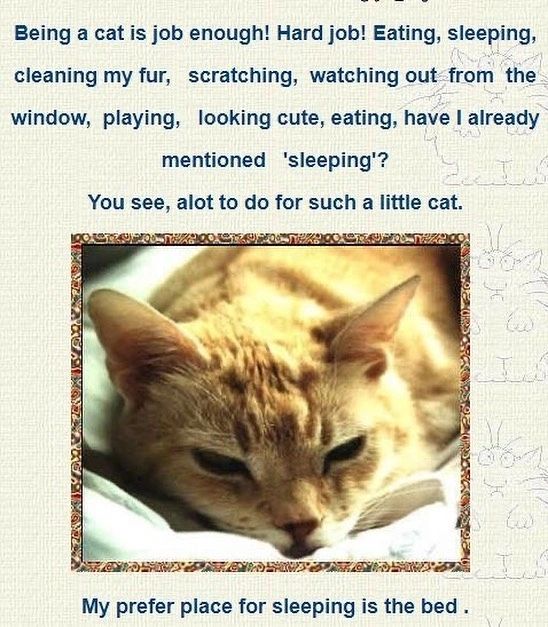 Being a cat is job enough! Hard job! Eating, sleeping,
cleaning my fur, scratching, watching out from the
window, playing, looking cute, eating, have I already
mentioned 'sleeping'?
You see, alot to do for such a little cat.
My prefer place for sleeping is the bed .